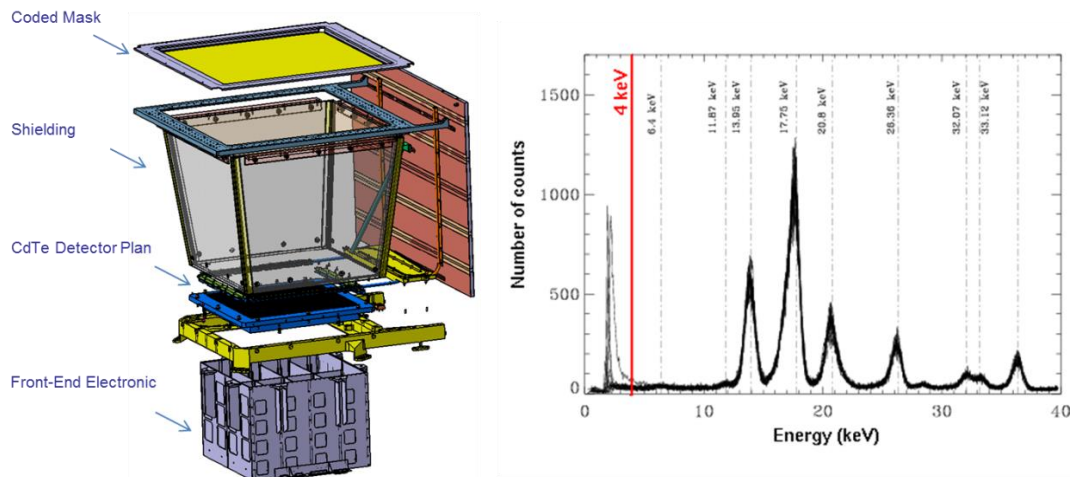 Coded Mask
Shielding
CdTe Detector Plan
Front-End Electronic
Number of counts
1500
1000
500
0
4 keV
6.4 keV
11.87 keV
13.95 keV
17.75 keV
20.8 keV
26.36 keV
32.07 keV
33.12 keV
0 10 20 30 40
Energy (keV)